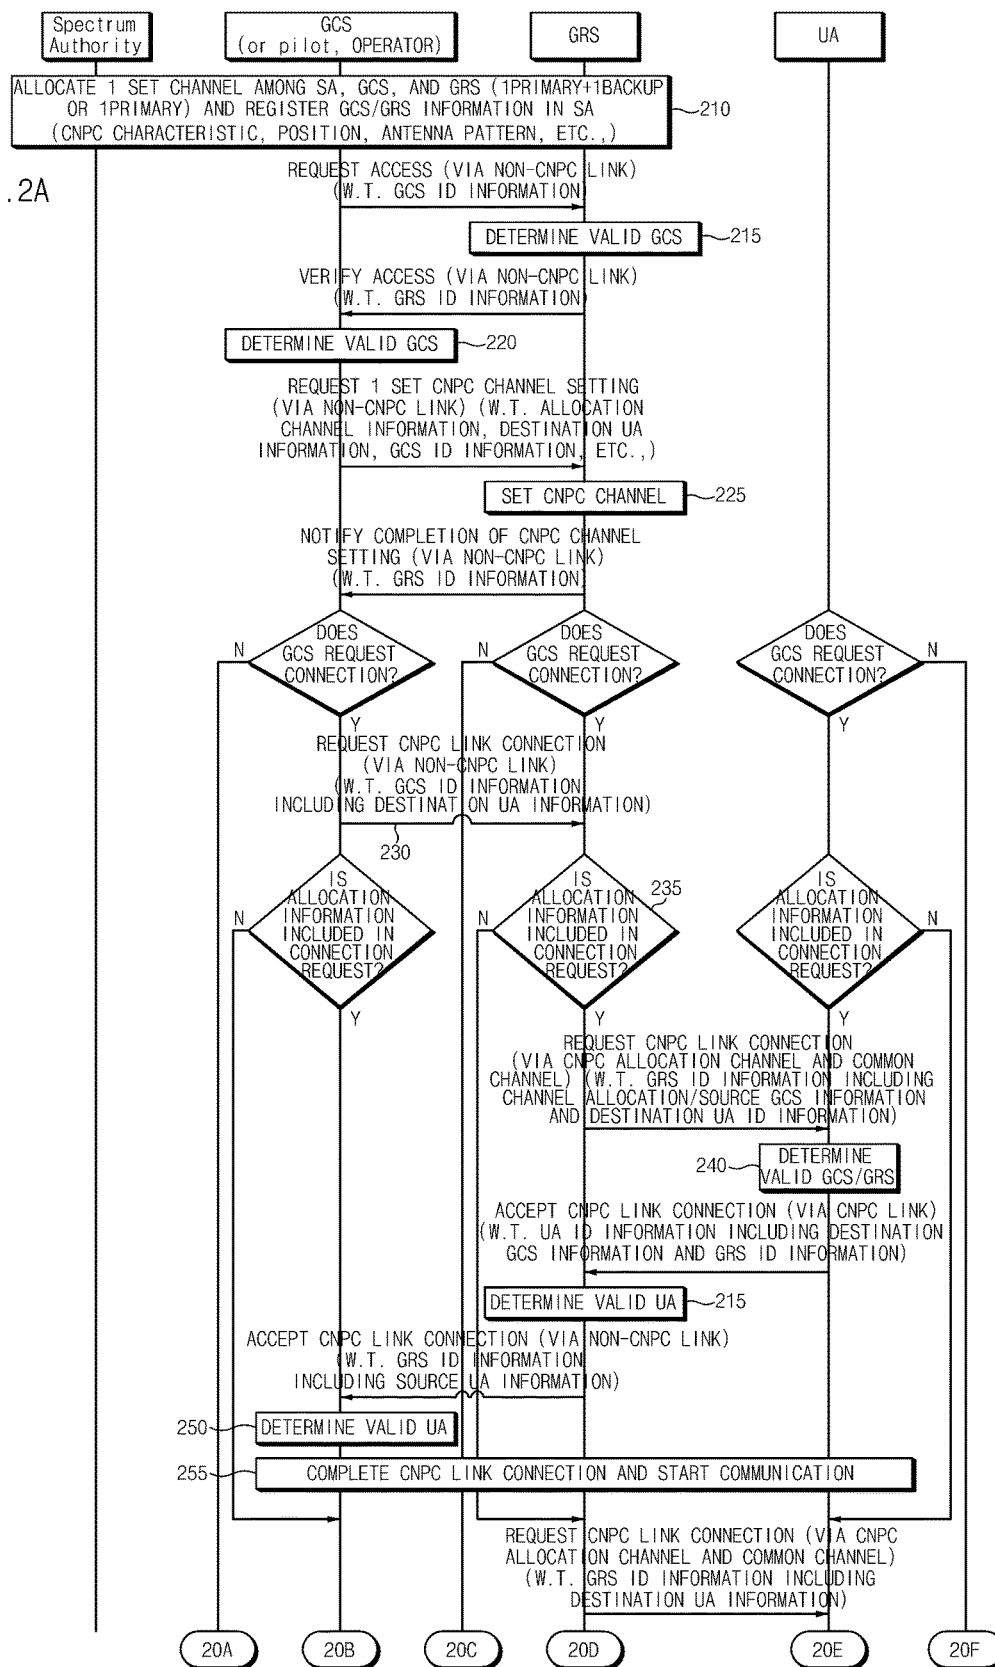 Spectrum
Authority
GCS
(or pilot, OPERATOR)
GRS
UA
ALLOCATE 1 SET CHANNEL AMONG SA, GCS, AND GRS (1PRIMARY+1BACKUP
OR 1PRIMARY) AND REGISTER GCS/GRS INFORMATION IN SA
(CNPC CHARACTERISTIC, POSITION, ANTENNA PATTERN, ETC.,)
210
. 2A
REQUEST ACCESS (VIA NON-CNPC LINK)
(W.T. GCS ID INFORMATION)
DETERMINE VALID GCS
215
VERIFY ACCESS (VIA NON-CNPC LINK)
(W.T. GRS ID INFORMATION)
DETERMINE VALID GCS
220
REQUEST 1 SET CNPC CHANNEL SETTING
(VIA NON-CNPC LINK) (W.T. ALLOCATION
CHANNEL INFORMATION, DESTINATION UA
INFORMATION, GCS ID INFORMATION, ETC.,)
SET CNPC CHANNEL
225
NOTIFY COMPLETION OF CNPC CHANNEL
SETTING (VIA NON-CNPC LINK)
(W.T. GRS ID INFORMATION)
DOES
GCS REQUEST
CONNECTION?
N
Y
DOES
GCS REQUEST
CONNECTION?
N
Y
DOES
GCS REQUEST
CONNECTION?
N
Y
REQUEST CNPC LINK CONNECTION
(VIA NON-CNPC LINK)
(W.T. GCS ID INFORMATION
INCLUDING DESTINAT ON UA INFORMATION)
230
IS
ALLOCATION
INFORMATION
INCLUDED IN
CONNECTION
REQUEST?
N
Y
IS
ALLOCATION
INFORMATION
INCLUDED IN
CONNECTION
REQUEST?
235
N
Y
IS
ALLOCATION
INFORMATION
INCLUDED IN
CONNECTION
REQUEST?
N
Y
REQUEST CNPC LINK CONNECTION
(VIA CNPC ALLOCATION CHANNEL AND COMMON
CHANNEL) (W.T. GRS ID INFORMATION INCLUDING
CHANNEL ALLOCATION/SOURCE GCS INFORMATION
AND DESTINATION UA ID INFORMATION)
DETERMINE
VALID GCS/GRS
240
ACCEPT CNPC LINK CONNECTION (VIA CNPC LINK)
(W.T. UA ID INFORMATION INCLUDING DESTINATION
GCS INFORMATION AND GRS ID INFORMATION)
DETERMINE VALID UA
215
ACCEPT CNPC LINK CONNECTION (VIA NON-CNPC LINK)
(W.T. GRS ID INFORMATION
INCLUDING SOURCE UA INFORMATION)
250
DETERMINE VALID UA
255
COMPLETE CNPC LINK CONNECTION AND START COMMUNICATION
REQUEST CNPC LINK CONNECTION (VIA CNPC
ALLOCATION CHANNEL AND COMMON CHANNEL)
(W.T. GRS ID INFORMATION INCLUDING
DESTINATION UA INFORMATION)
20A
20B
20C
20D
20E
20F